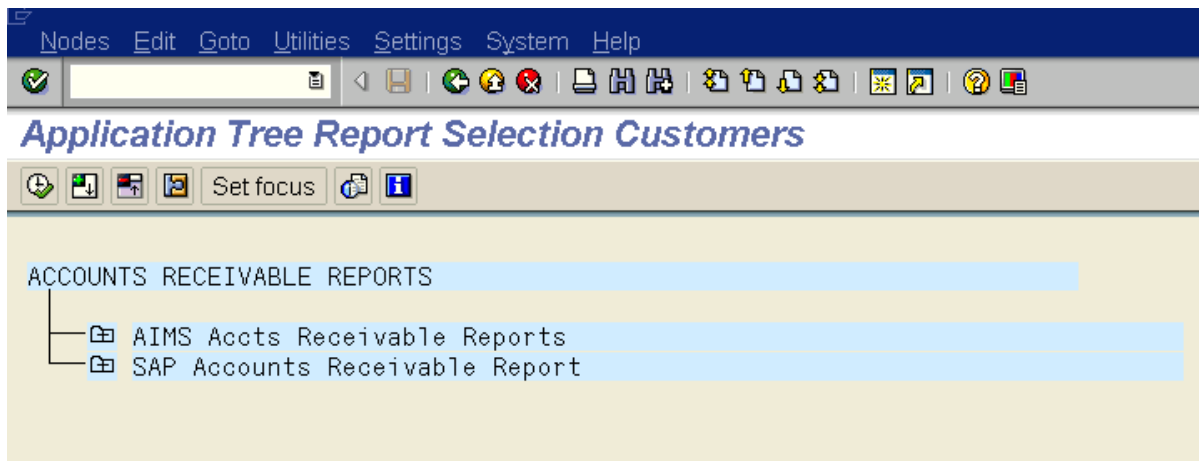 Nodes Edit Goto Utilities Settings System Help
Application Tree Report Selection Customers
Set focus
ACCOUNTS RECEIVABLE REPORTS
AIMS Accts Receivable Reports
SAP Accounts Receivable Report